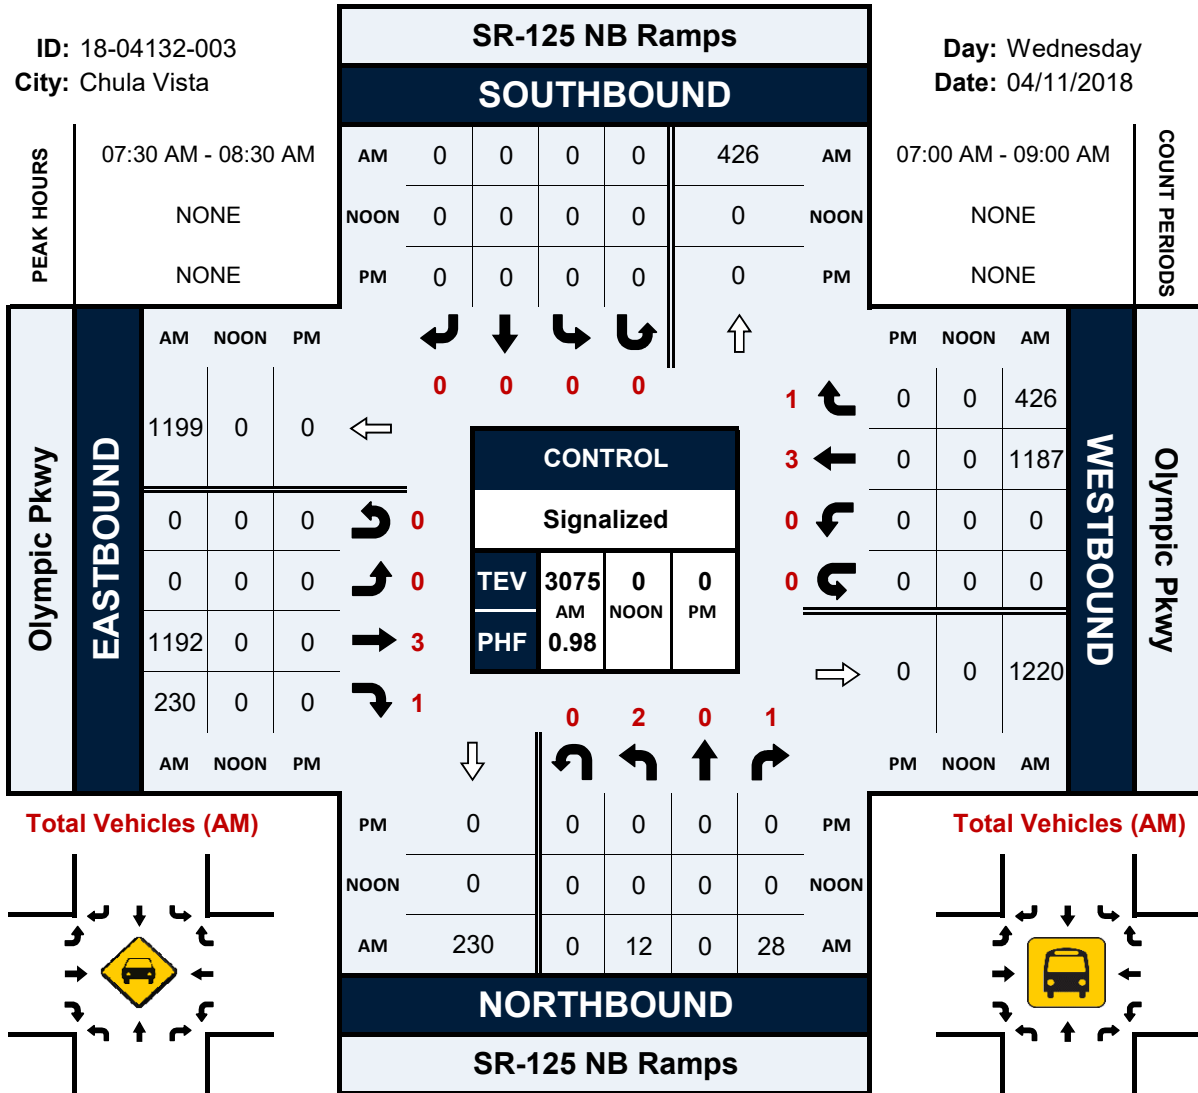 SR-125 NB Ramps
ID: 18-04132-003
City: Chula Vista
Day: Wednesday
Date: 04/11/2018
SOUTHBOUND
PEAK HOURS
07:30 AM - 08:30 AM
NONE
NONE
AM 0 0 0 0 426 AM
NOON 0 0 0 0 0 NOON
PM 0 0 0 0 0 PM
07:00 AM - 09:00 AM
NONE
NONE
COUNT PERIODS
0 0 0 0
Olympic Pkwy
EASTBOUND
AM NOON PM
1199 0 0
0 0 0 0
0 0 0 0
1192 0 0 3
230 0 0 1
AM NOON PM
CONTROL
Signalized
TEV 3075 0 0
AM NOON PM
PHF 0.98
PM NOON AM
1 0 0 426
3 0 0 1187
0 0 0 0
0 0 0 0
0 0 1220
PM NOON AM
WESTBOUND
Olympic Pkwy
0 2 0 1
PM 0 0 0 0 0 PM
NOON 0 0 0 0 0 NOON
AM 230 0 12 0 28 AM
NORTHBOUND
SR-125 NB Ramps
Total Vehicles (AM)
Total Vehicles (AM)